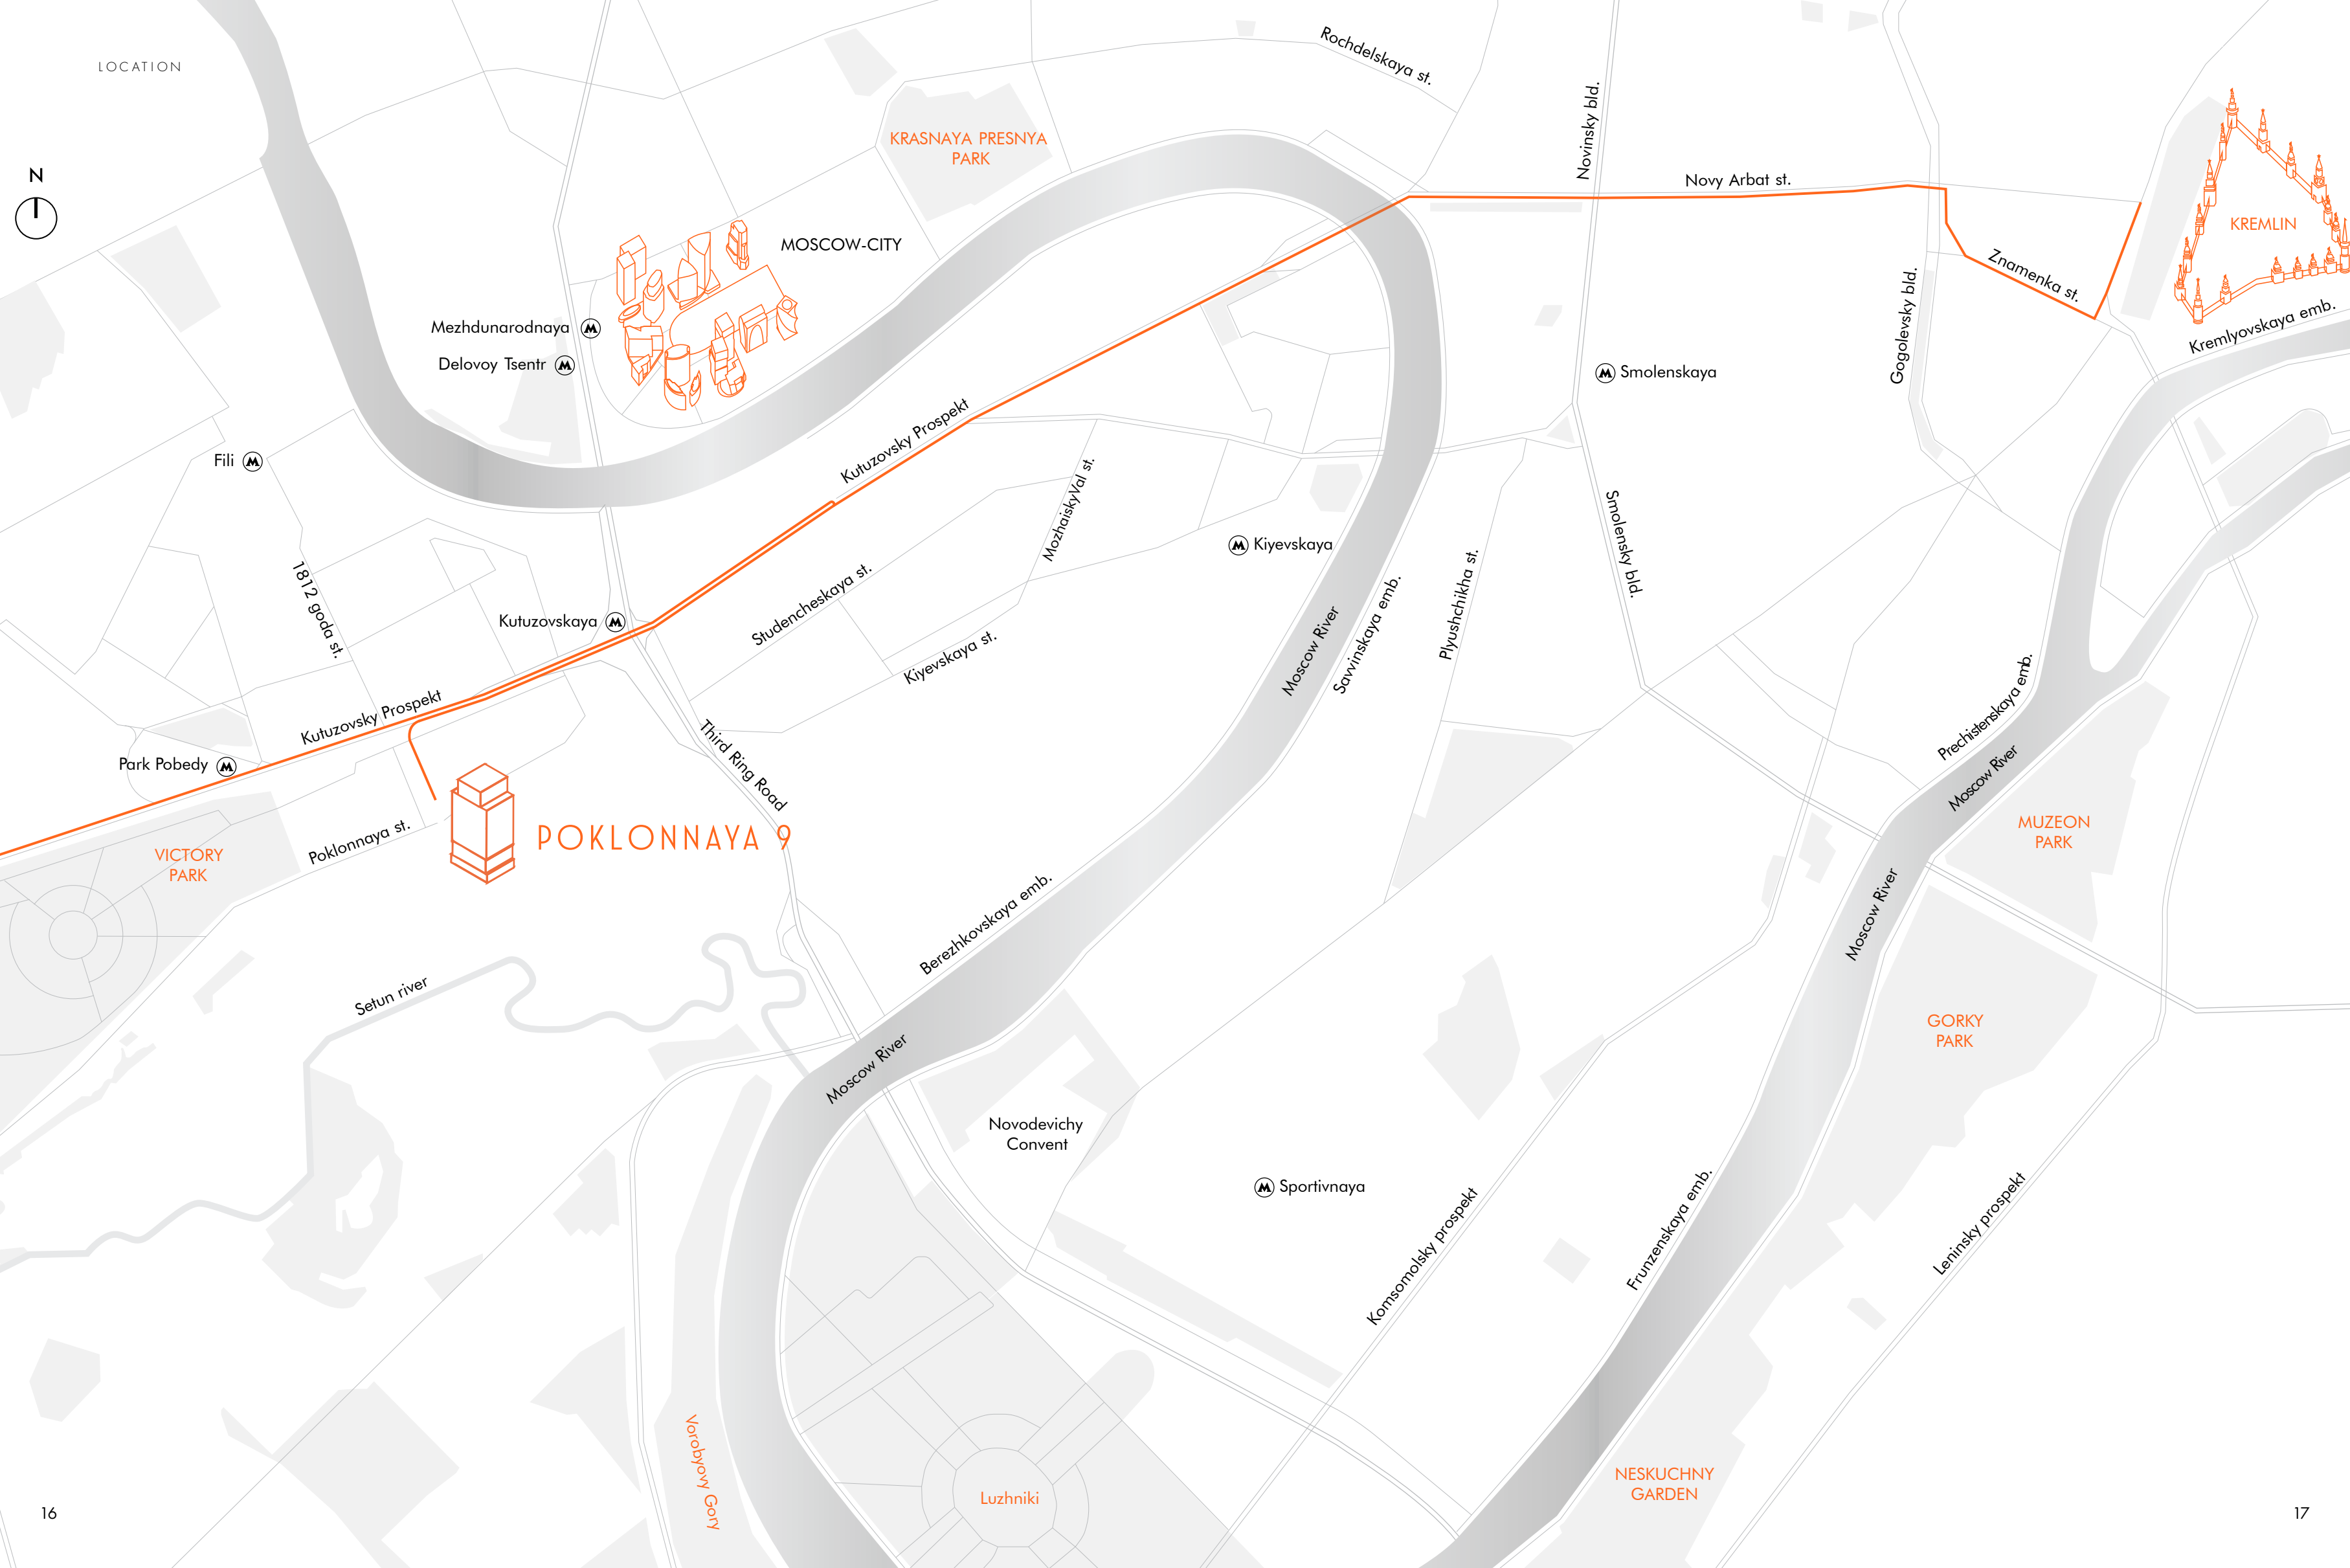 LOCATION
N
Rochdelskaya st.
Novinsky bld.
KRASNAYA PRESNYA
PARK
Novy Arbat st.
MOSCOW-CITY
KREMLIN
Znamenka st.
Gogolevsky bld.
Kremlyovskaya emb.
Mezhdunarodnaya
Delovoy Tsentr
Smolenskaya
Kutuzovsky Prospekt
Fili
MozhaiskyVal st.
Kiyevskaya
Smolensky bld.
1812 goda st.
Studencheskaya st.
Kutuzovskaya
Kiyevskaya st.
Moscow River
Savvinskaya emb.
Plyushchikha st.
Prechistenskaya emb.
Moscow River
Kutuzovsky Prospekt
Park Pobedy
Third Ring Road
POKLONNAYA 9
Poklonnaya st.
VICTORY
PARK
MUZEON
PARK
Moscow River
Berezhkovskaya emb.
Setun river
GORKY
PARK
Moscow River
Novodevichy
Convent
Sportivnaya
Komsomolsky prospekt
Frunzenskaya emb.
Leninsky prospekt
Vorobyovy Gory
Luzhniki
NESKUCHNY
GARDEN
16
17